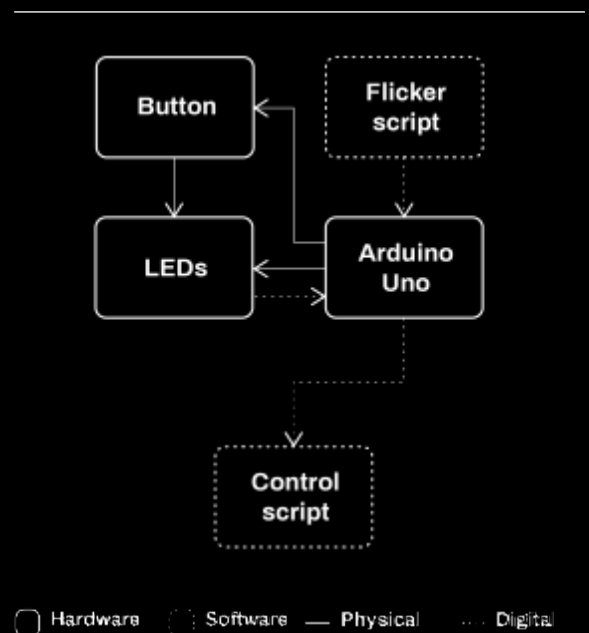 Button
Flicker
script
LEDs
Arduino
Uno
Control
script
Hardware
Software
Physical
Digital